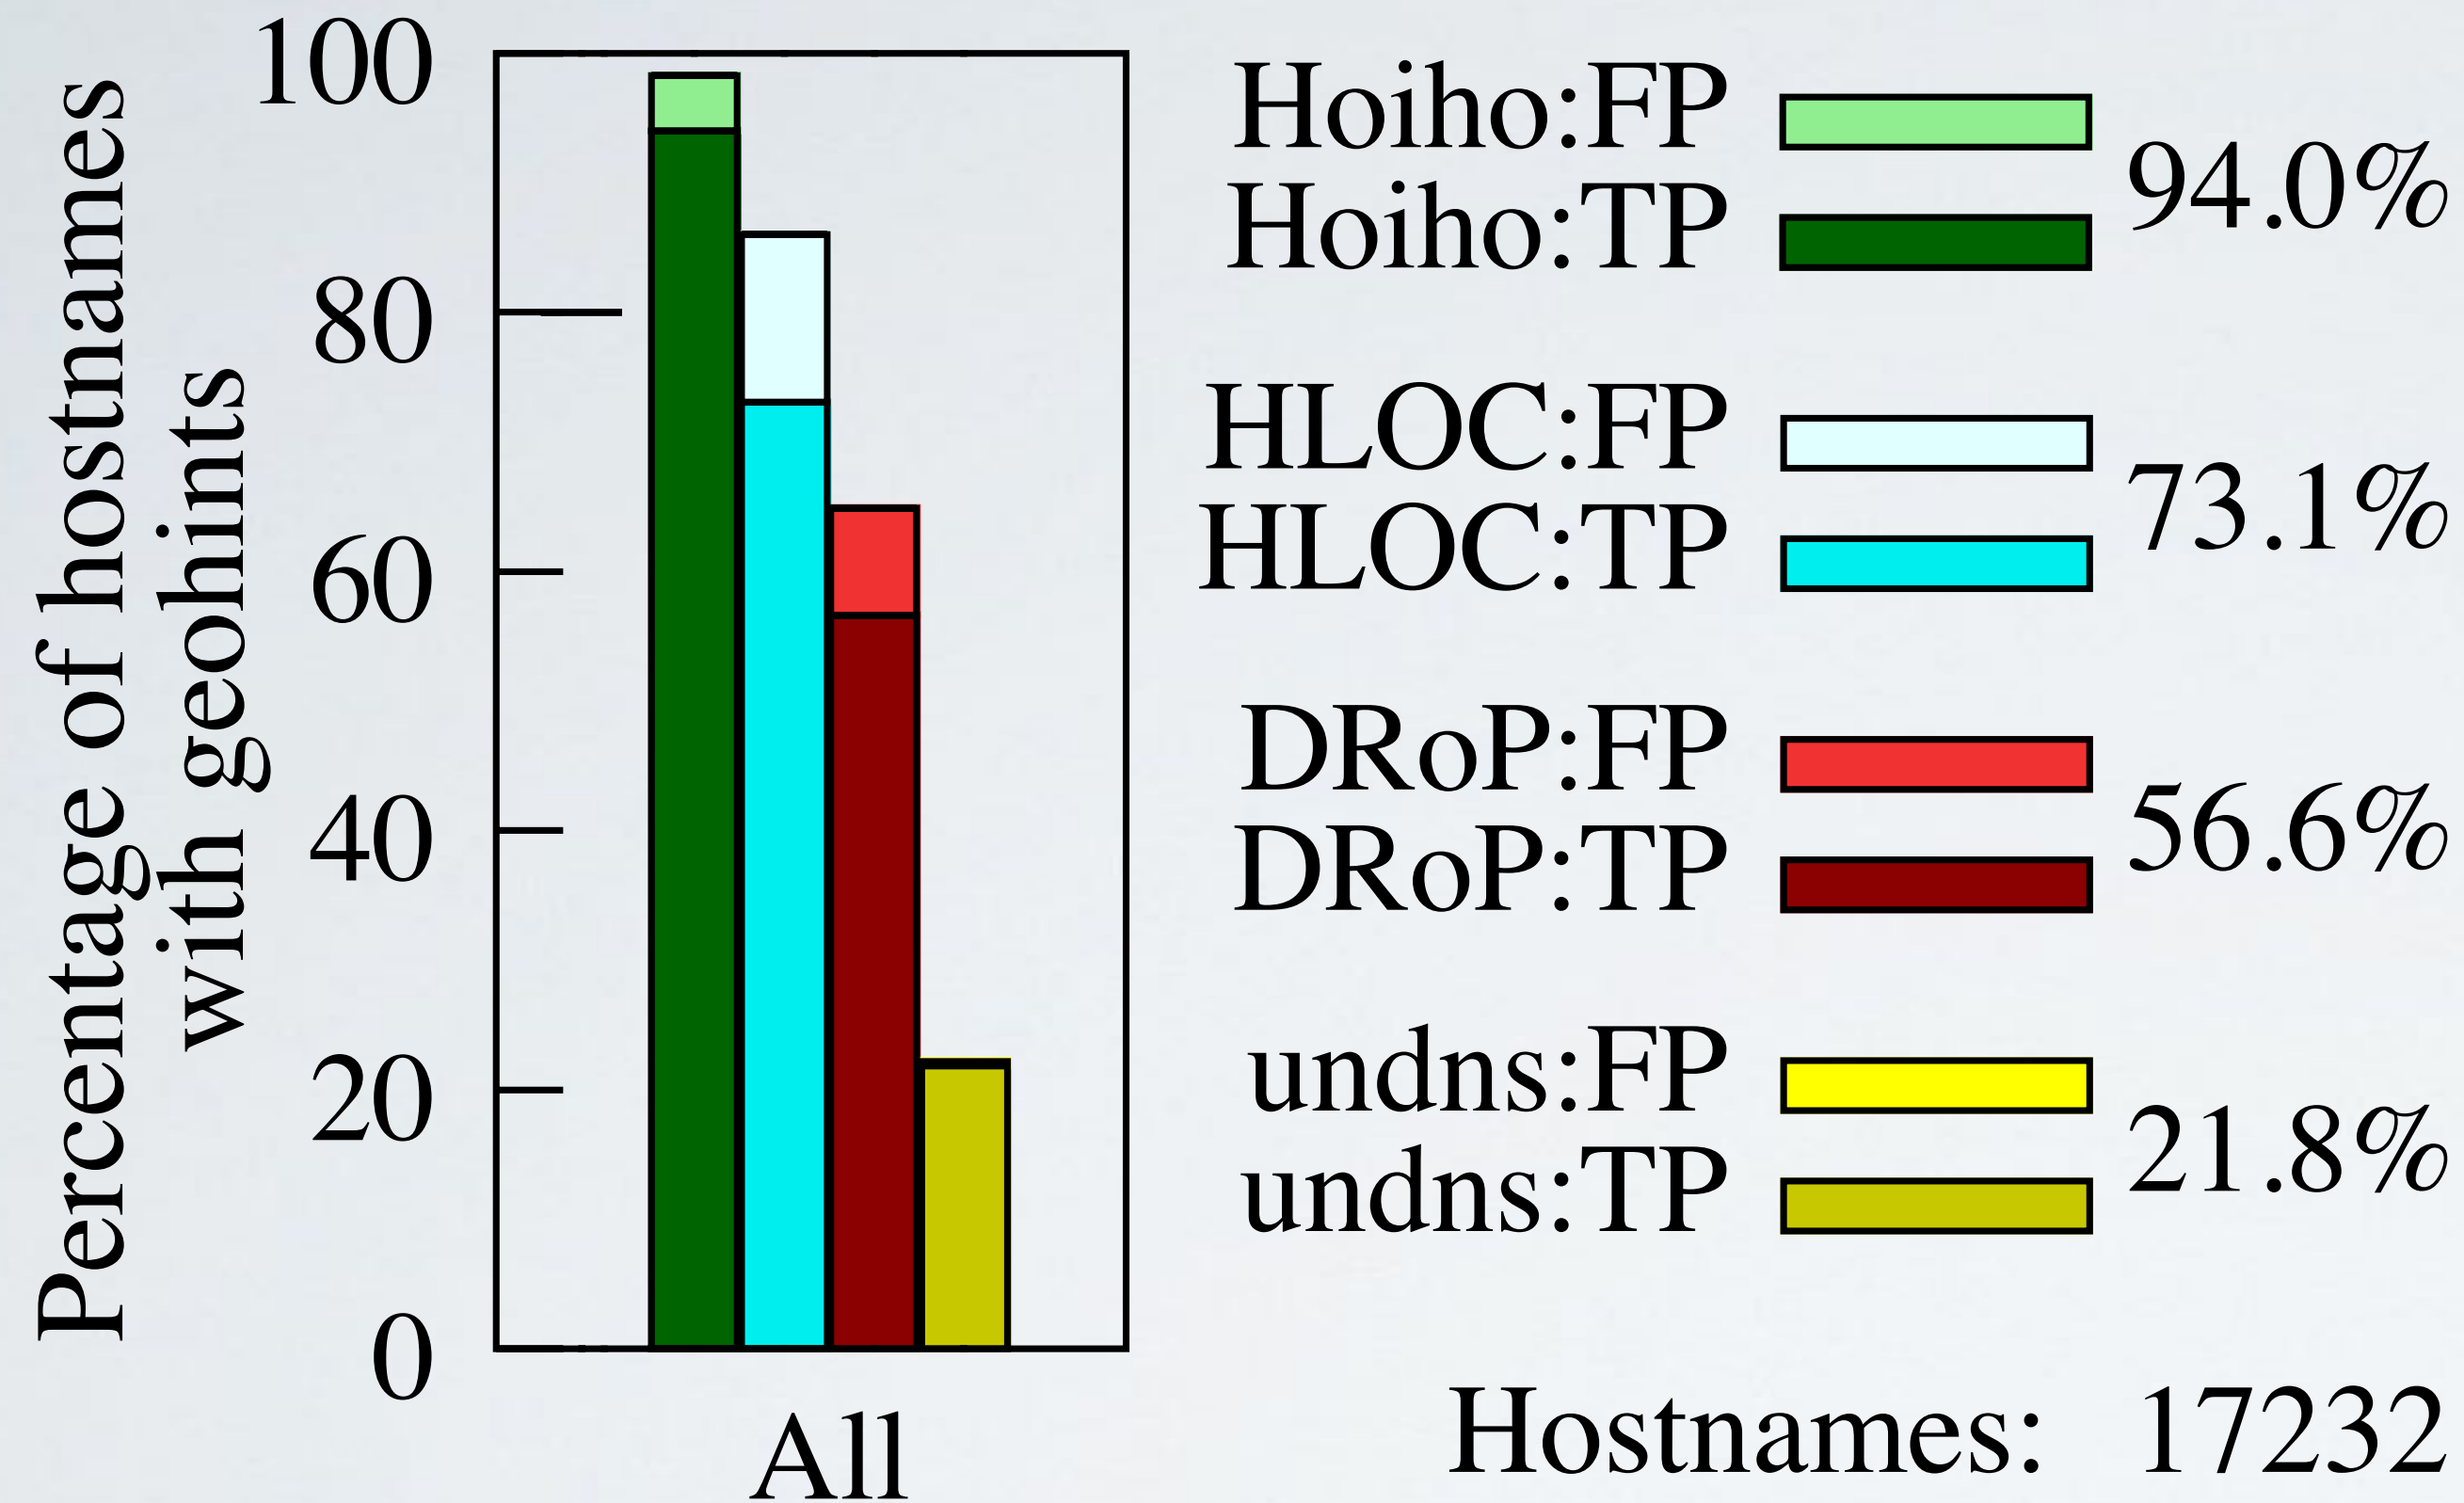 Percentage of hostnames
with geohints
100
80
60
40
20
0
All
Hoiho:FP
Hoiho:TP
94.0%
HLOC:FP
HLOC:TP
73.1%
DRoP:FP
DRoP:TP
56.6%
undns:FP
undns:TP
21.8%
Hostnames: 17232